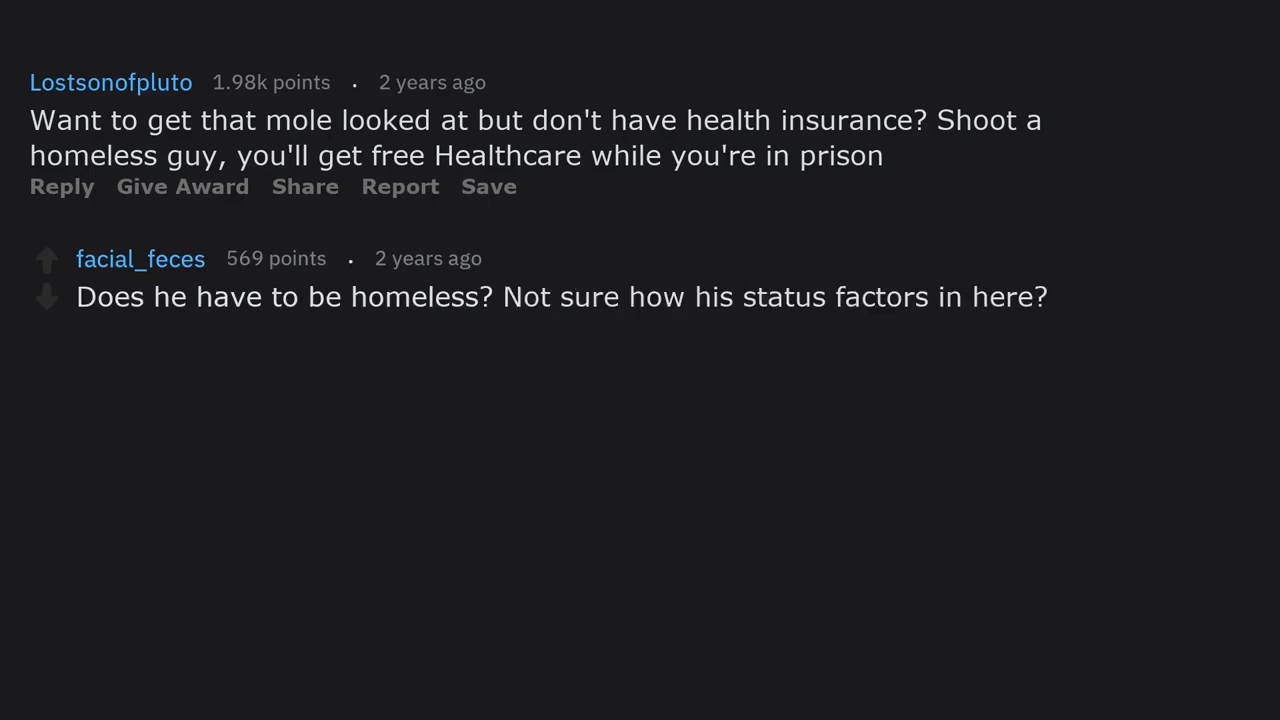 Lostsonofpluto 1.98k points . 2 years ago
Want to get that mole looked at but don't have health insurance? Shoot a
homeless guy, you'll get free Healthcare while you're in prison
Reply Give Award Share Report Save
facial_feces 569 points . 2 years ago
Does he have to be homeless? Not sure how his status factors in here?